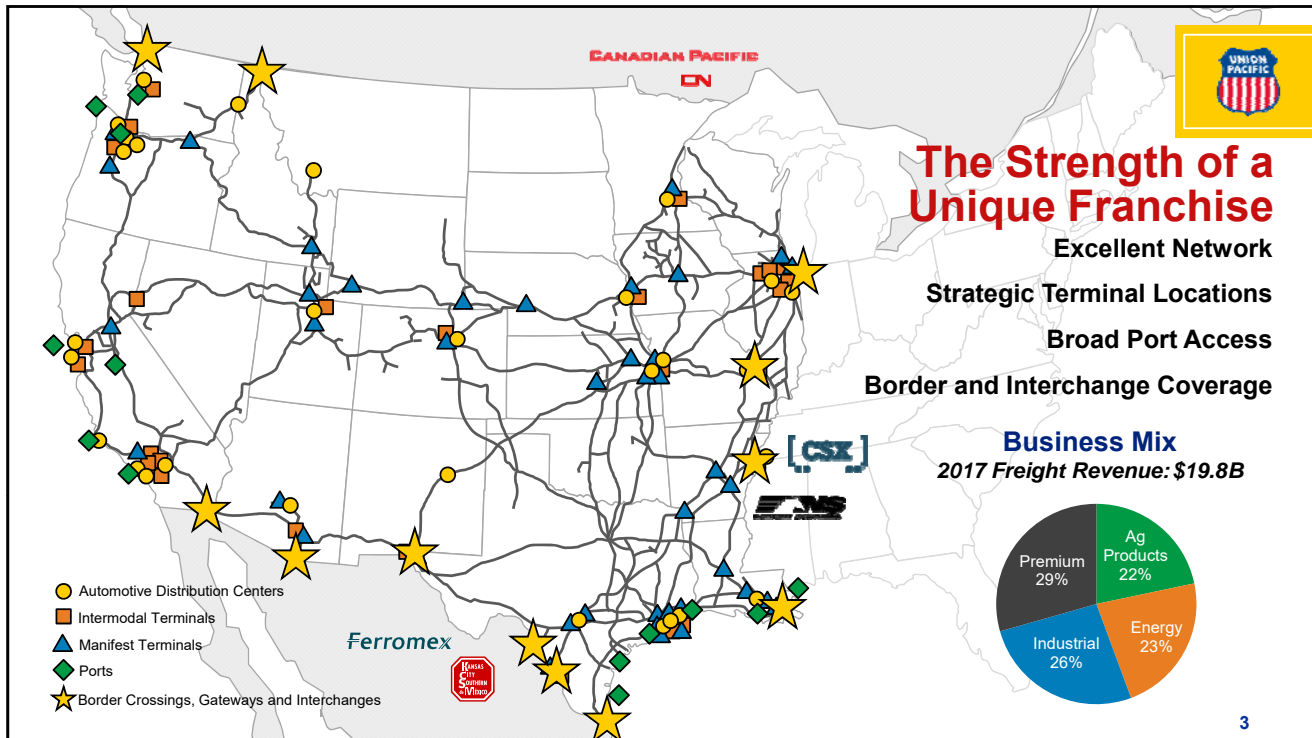 CANADIAN PACIFIC
CN
UNION
PACIFIC
The Strength of a
Unique Franchise
Excellent Network
Strategic Terminal Locations
Broad Port Access
Border and Interchange Coverage
Business Mix
2017 Freight Revenue: $19.8B
CSX
NS
Premium
29%
Ag
Products
22%
Industrial
26%
Energy
23%
Automotive Distribution Centers
Intermodal Terminals
Manifest Terminals
Ports
Border Crossings, Gateways and Interchanges
Ferromex
KANSAS
CITY
SOUTHERN
de MÉXICO
3